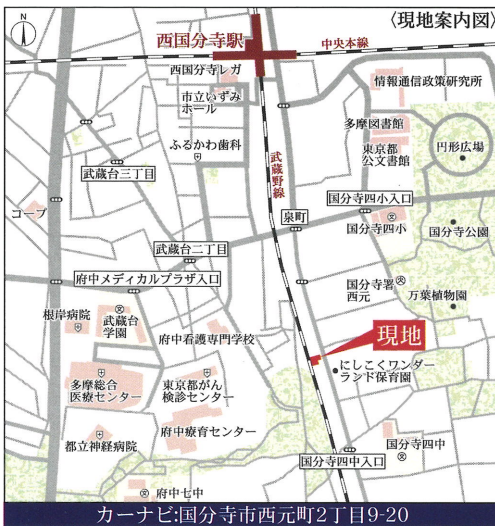 〈現地案内図〉
N
西国分寺駅
中央本線
西国分寺レガ
情報通信政策研究所
市立いずみ
ホール
多摩図書館
ふるかわ歯科
東京都
公文書館
円形広場
武蔵野線
武蔵台三丁目
国分寺四小入口
コープ
泉町
国分寺四小
国分寺公園
武蔵台二丁目
府中メディカルプラザ入口
国分寺署
西元
万葉植物園
根岸病院
武蔵台
学園
府中看護専門学校
現地
にしこくワンダー
ランド保育園
多摩総合
医療センター
東京都がん
検診センター
府中療育センター
都立神経病院
国分寺四中
国分寺四中入口
府中七中
カーナビ:国分寺市西元町2丁目9-20